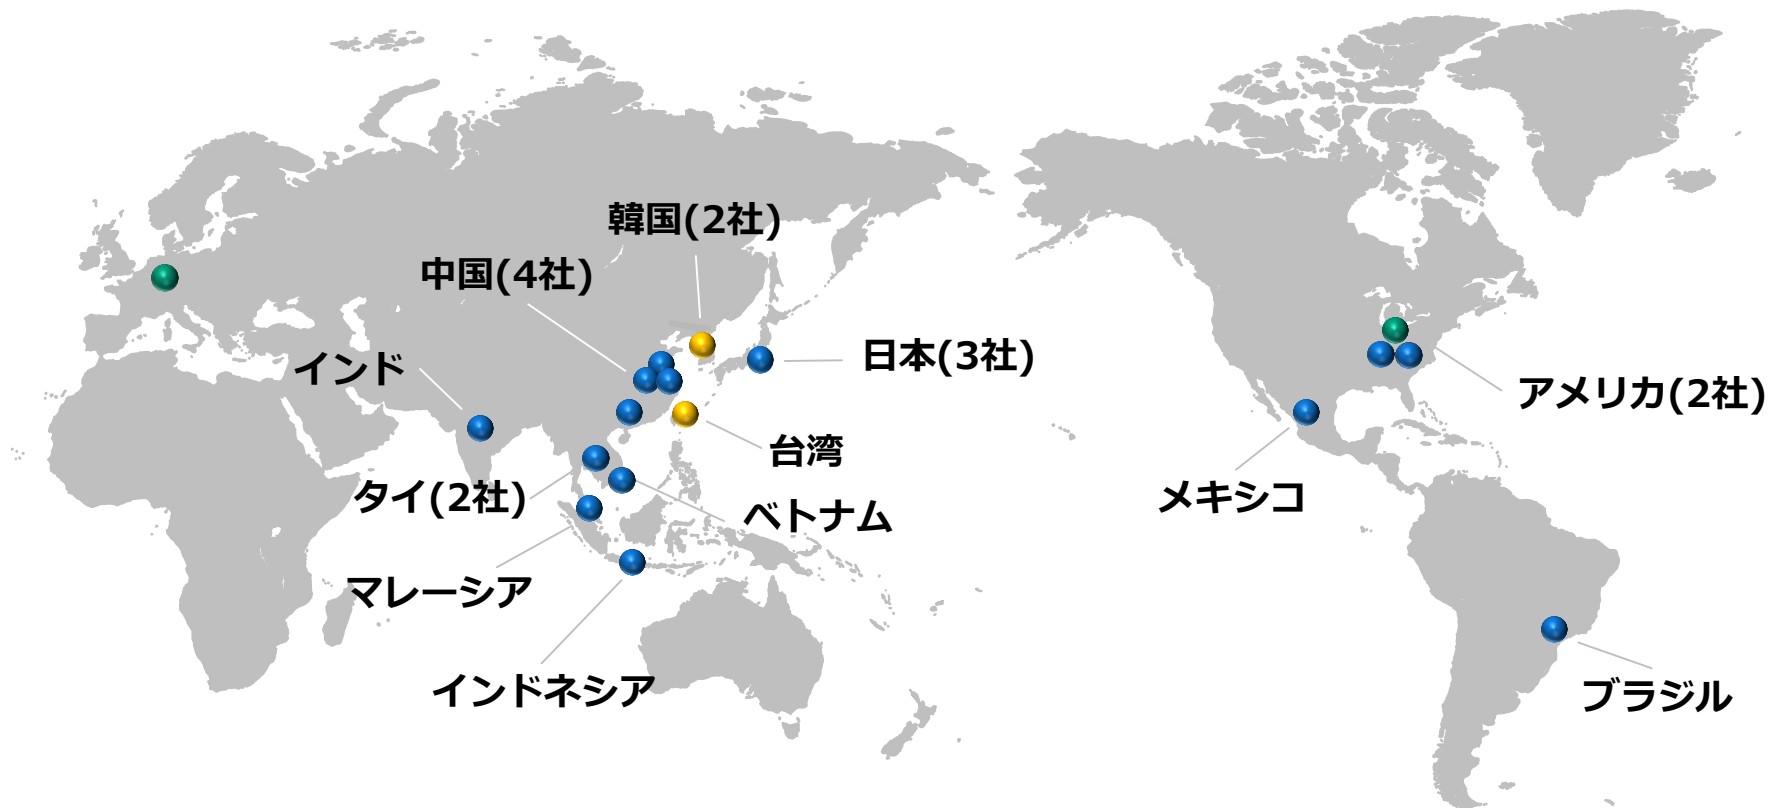 韓国(2社)
中国(4社)
日本(3社)
インド
アメリカ(2社)
台湾
タイ(2社)
メキシコ
ベトナム
マレーシア
インドネシア
ブラジル